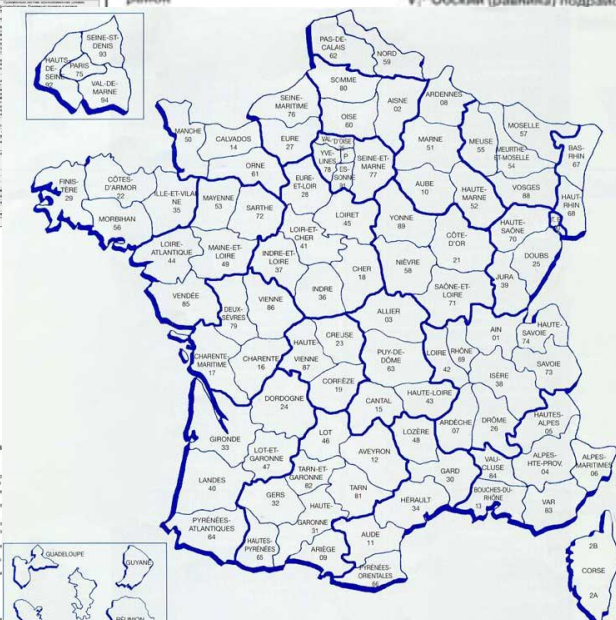 район
SEINE-ST-
DENIS
93
HAUTS
DE-
SEINE
92
PARIS
75
VAL-DE-
MARNE
94
PAS-DE-
CALAIS
62
NORD
59
SOMME
80
SEINE-
MARITIME
76
OISE
60
AISNE
02
ARDENNES
08
MANCHE
50
CALVADOS
14
EURE
27
VAL-D'OISE
YVE-
LINES
78
P
ES-
SONNE
91
SEINE-ET-
MARNE
77
MARNE
51
MEUSE
55
MOSELLE
57
MEURTHE-
ET-MOSELLE
54
BAS-
RHIN
67
ORNE
61
EURE-
ET-LOIR
28
AUBE
10
HAUTE-
MARNE
52
VOSGES
88
HAUT-
RHIN
68
FINIS-
TÈRE
29
CÔTES-
D'ARMOR
22
ILLE-ET-VILAI
NE
35
MORBIHAN
56
MAYENNE
53
SARTHE
72
LOIRET
45
YONNE
89
CÔTE-
D'OR
21
HAUTE-
SAÔNE
70
LOIRE-
ATLANTIQUE
44
MAINE-ET-
LOIRE
49
INDRE-ET-
LOIRE
37
LOIR-ET-
CHER
41
CHER
18
NIÈVRE
58
DOUBS
25
JURA
39
VENDÉE
85
DEUX-
SÈVRES
79
VIENNE
86
INDRE
36
SAÔNE-ET-
LOIRE
71
ALLIER
03
CHARENTE-
MARITIME
17
CHARENTE
16
HAUTE-
VIENNE
87
CREUSE
23
PUY-DE-
DÔME
63
LOIRE
42
RHÔNE
69
AIN
01
HAUTE-
SAVOIE
74
SAVOIE
73
ISÈRE
38
CORRÈZE
19
DORDOGNE
24
CANTAL
15
HAUTE-LOIRE
43
GIRONDE
33
LOT
46
LOZÈRE
48
ARDÈCHE
07
DRÔME
26
HAUTES-
ALPES
05
LOT-ET-
GARONNE
47
AVEYRON
12
LANDES
40
TARN-ET-
GARONNE
82
TARN
81
GARD
30
VAU-
CLUSE
84
ALPES-
HTE-PROV.
04
ALPES-
MARITIMES
06
GERS
32
HAUTE-
GARONNE
31
HÉRAULT
34
BOUCHES-DU-
RHÔNE
13
VAR
83
PYRÉNÉES-
ATLANTIQUES
64
HAUTES-
PYRÉNÉES
65
ARIÈGE
09
AUDE
11
PYRÉNÉES-
ORIENTALES
66
2B
CORSE
2A
GUADELOUPE
GUYANE
RÉUNION